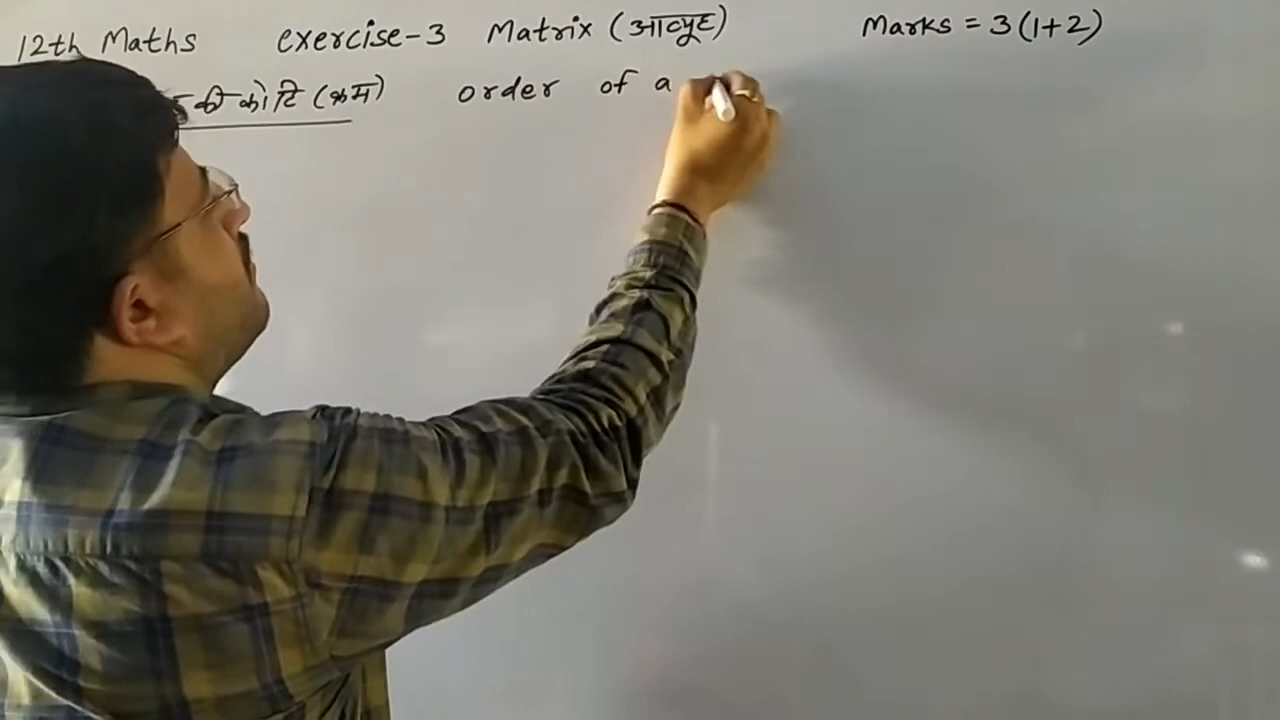 12th Maths exercise-3 Matrix (आव्यूह) Marks = 3 (1+2)
की कोटि (क्रम) order of a